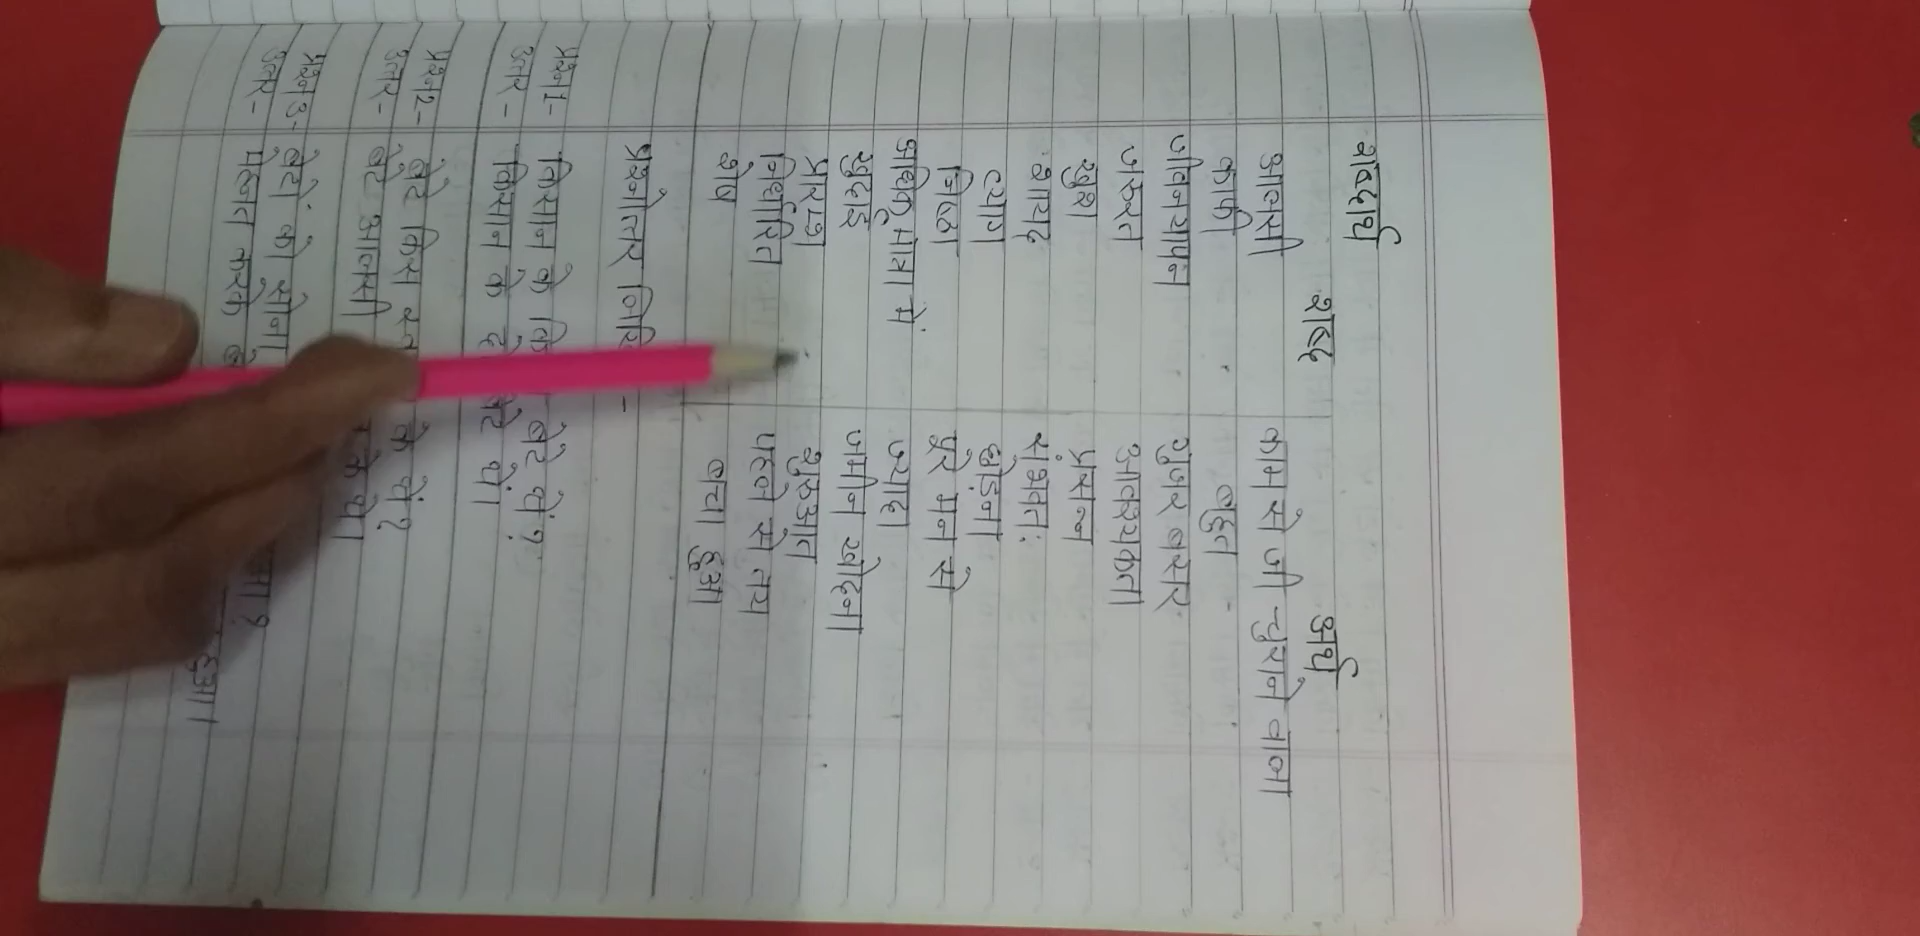 शब्दार्थ
शब्द अर्थ
आलसी काम से जी चुराने वाला
काफी बहुत
जीवनयापन गुजर बसर
जरूरत आवश्यकता
खुश प्रसन्न
शायद संभवत:
त्याग छोड़ना
निष्ठा पूरे मन से
अधिक मात्रा में ज्यादा
खुदाई जमीन खोदना
प्रारम्भ शुरुआत
निर्धारित पहले से तय
शेष बचा हुआ
प्रश्नोत्तर लिखि -
प्रश्न1- किसान के बेटे थे?
उत्तर- किसान के थे।
प्रश्न2- बेटे किस के थे?
उत्तर- बेटे आलसी के थे।
प्रश्न3- बेटों को सोना
उत्तर- मेहनत करके हुआ।